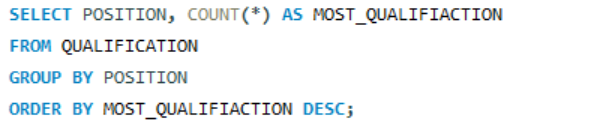 SELECT POSITION, COUNT(*) AS MOST_QUALIFIACTION
FROM QUALIFICATION
GROUP BY POSITION
ORDER BY MOST_QUALIFIACTION DESC;